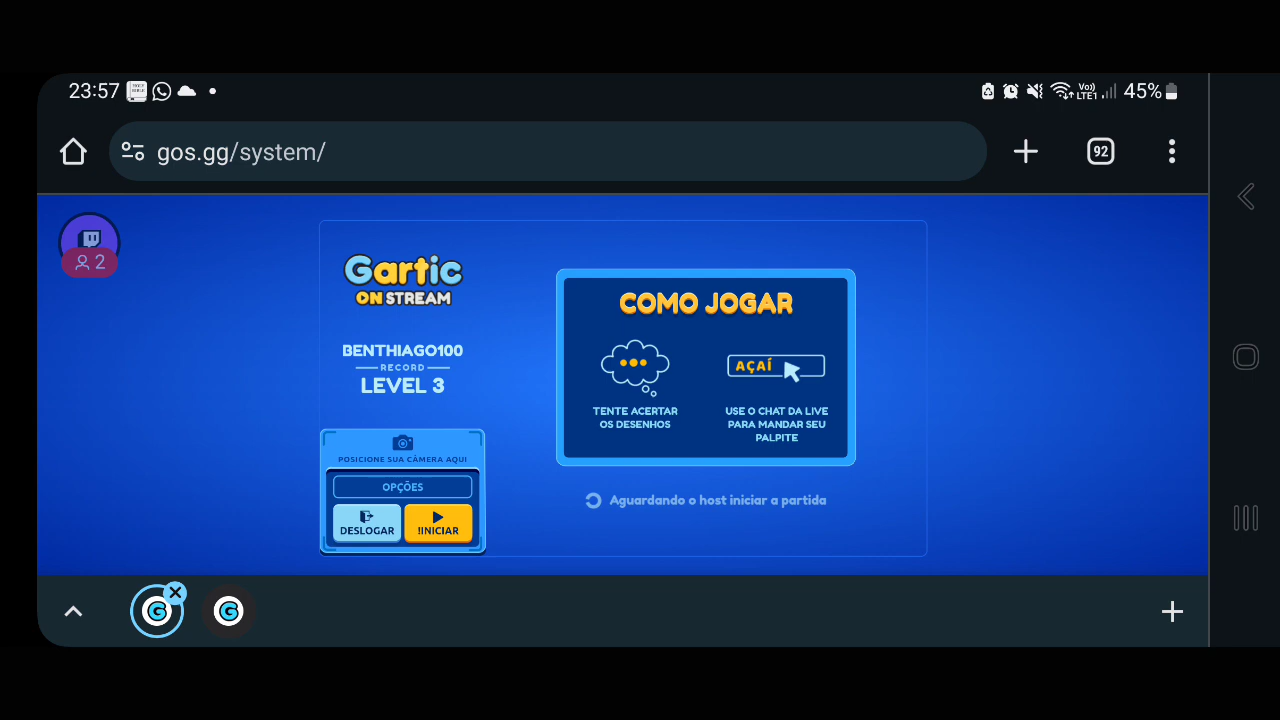 23:57
Vo)) LTE1 45%
gos.gg/system/
92
2
Gartic
ON STREAM
BENTHIAGO100
RECORD
LEVEL 3
POSICIONE SUA CÂMERA AQUI
OPÇÕES
DESLOGAR
!INICIAR
COMO JOGAR
AÇAÍ
TENTE ACERTAR
OS DESENHOS
USE O CHAT DA LIVE
PARA MANDAR SEU
PALPITE
Aguardando o host iniciar a partida
G
G